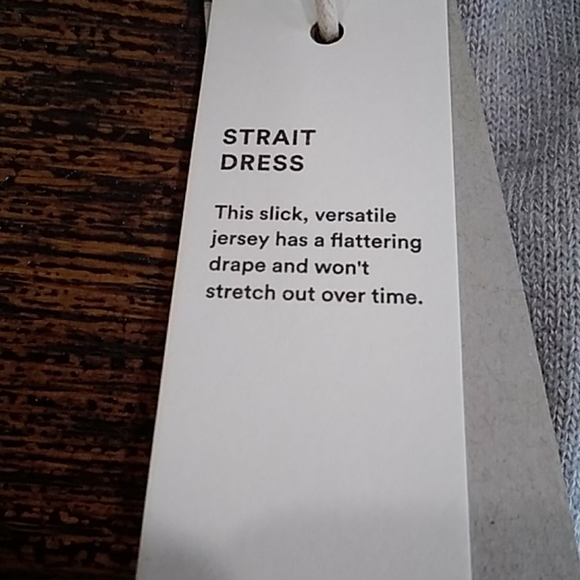 STRAIT
DRESS
This slick, versatile
jersey has a flattering
drape and won't
stretch out over time.